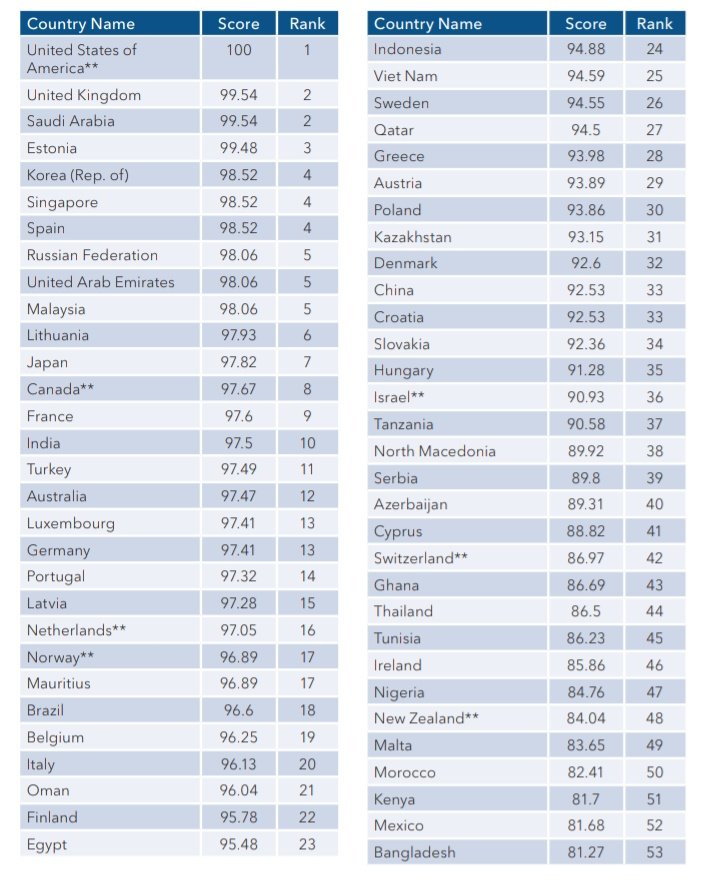 Country Name Score Rank
United States of
America** 100 1
United Kingdom 99.54 2
Saudi Arabia 99.54 2
Estonia 99.48 3
Korea (Rep. of) 98.52 4
Singapore 98.52 4
Spain 98.52 4
Russian Federation 98.06 5
United Arab Emirates 98.06 5
Malaysia 98.06 5
Lithuania 97.93 6
Japan 97.82 7
Canada** 97.67 8
France 97.6 9
India 97.5 10
Turkey 97.49 11
Australia 97.47 12
Luxembourg 97.41 13
Germany 97.41 13
Portugal 97.32 14
Latvia 97.28 15
Netherlands** 97.05 16
Norway** 96.89 17
Mauritius 96.89 17
Brazil 96.6 18
Belgium 96.25 19
Italy 96.13 20
Oman 96.04 21
Finland 95.78 22
Egypt 95.48 23
Country Name Score Rank
Indonesia 94.88 24
Viet Nam 94.59 25
Sweden 94.55 26
Qatar 94.5 27
Greece 93.98 28
Austria 93.89 29
Poland 93.86 30
Kazakhstan 93.15 31
Denmark 92.6 32
China 92.53 33
Croatia 92.53 33
Slovakia 92.36 34
Hungary 91.28 35
Israel** 90.93 36
Tanzania 90.58 37
North Macedonia 89.92 38
Serbia 89.8 39
Azerbaijan 89.31 40
Cyprus 88.82 41
Switzerland** 86.97 42
Ghana 86.69 43
Thailand 86.5 44
Tunisia 86.23 45
Ireland 85.86 46
Nigeria 84.76 47
New Zealand** 84.04 48
Malta 83.65 49
Morocco 82.41 50
Kenya 81.7 51
Mexico 81.68 52
Bangladesh 81.27 53